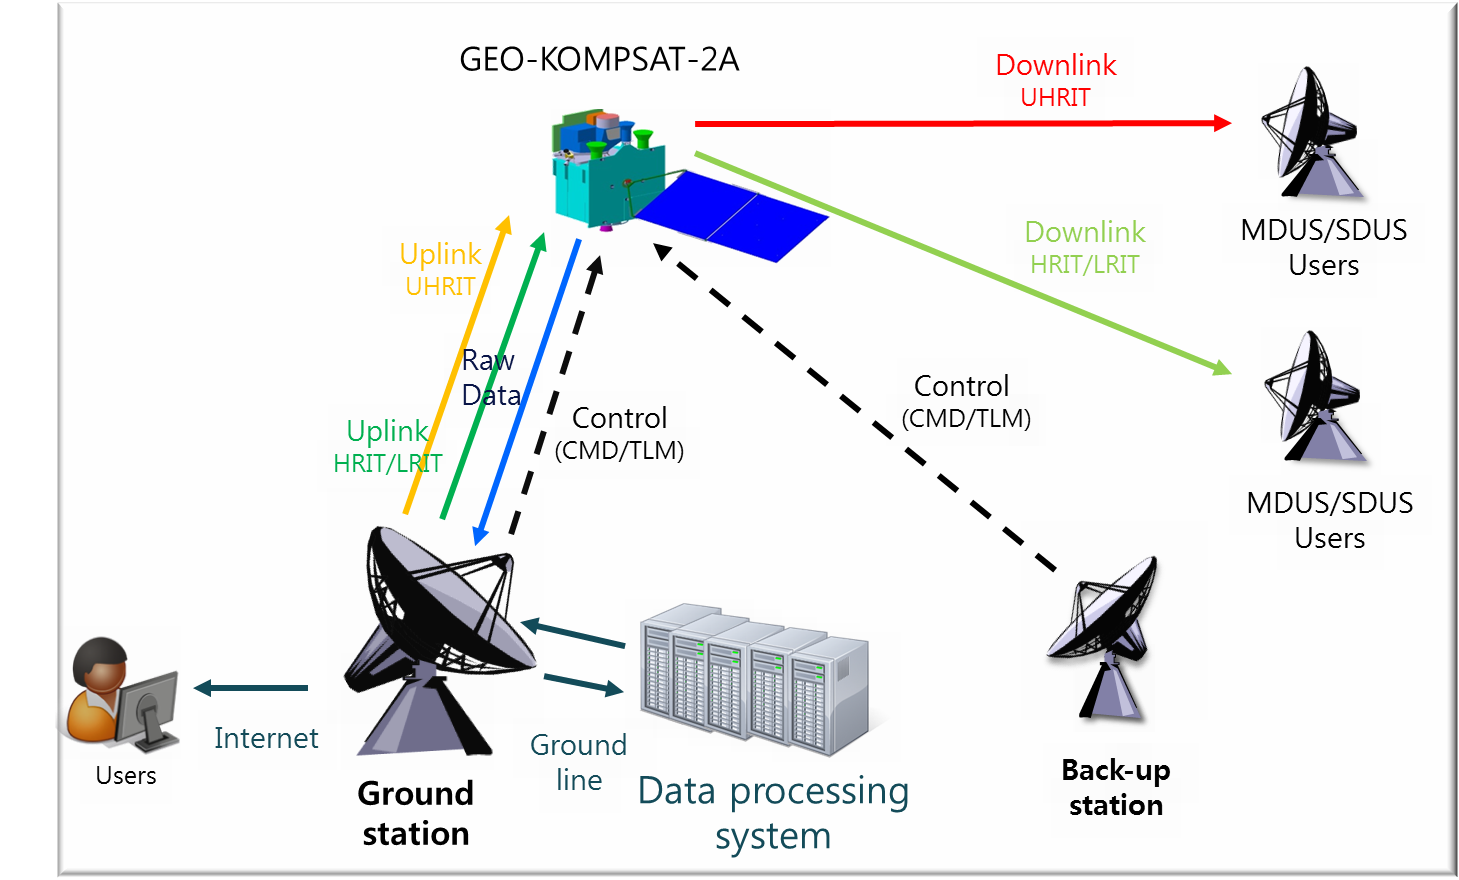 GEO-KOMPSAT-2A
Downlink
UHRIT
MDUS/SDUS
Users
Downlink
HRIT/LRIT
Uplink
UHRIT
Raw
Data
Uplink
HRIT/LRIT
Control
(CMD/TLM)
Control
(CMD/TLM)
MDUS/SDUS
Users
Users
Internet
Ground
station
Ground
line
Data processing
system
Back-up
station